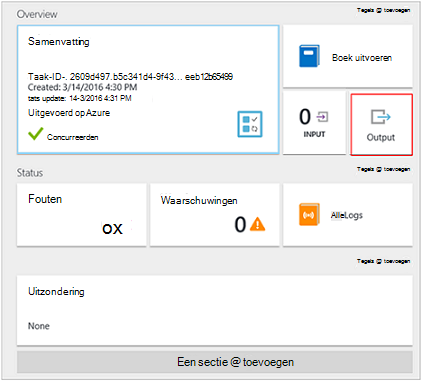 Overview
Tegels @ toevoegen
Samenvatting
Taak-ID-. 2609d497.b5c341d4-9f43... eeb12b65499
Created: 3/14/2016 4:30 PM
tats update: 14-3/2016 4:31 PM
Uitgevoerd op Azure
Concurreerden
Boek uitvoeren
0
INPUT
Output
Status
Tegels @ toevoegen
Fouten
ox
Waarschuwingen
0
AlleLogs
Tegels @ toevoegen
Uitzondering
None
Een sectie @ toevoegen